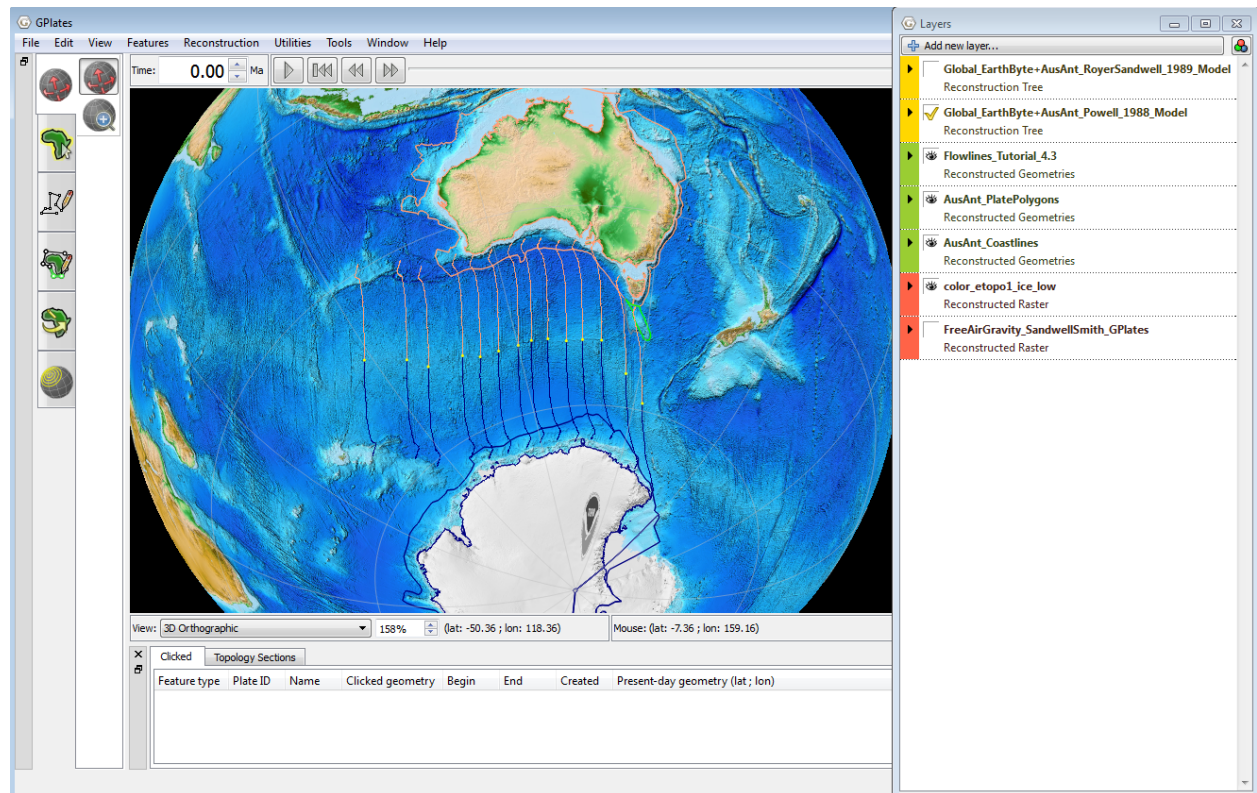 GPlates
File Edit View Features Reconstruction Utilities Tools Window Help
Time: 0.00 Ma
View: 3D Orthographic 158% (lat: -50.36 ; lon: 118.36) Mouse: (lat: -7.36 ; lon: 159.16)
Clicked Topology Sections
Feature type Plate ID Name Clicked geometry Begin End Created Present-day geometry (lat ; lon)
Layers
Add new layer...
Global_EarthByte+AusAnt_RoyerSandwell_1989_Model
Reconstruction Tree
Global_EarthByte+AusAnt_Powell_1988_Model
Reconstruction Tree
Flowlines_Tutorial_4.3
Reconstructed Geometries
AusAnt_PlatePolygons
Reconstructed Geometries
AusAnt_Coastlines
Reconstructed Geometries
color_etopo1_ice_low
Reconstructed Raster
FreeAirGravity_SandwellSmith_GPlates
Reconstructed Raster